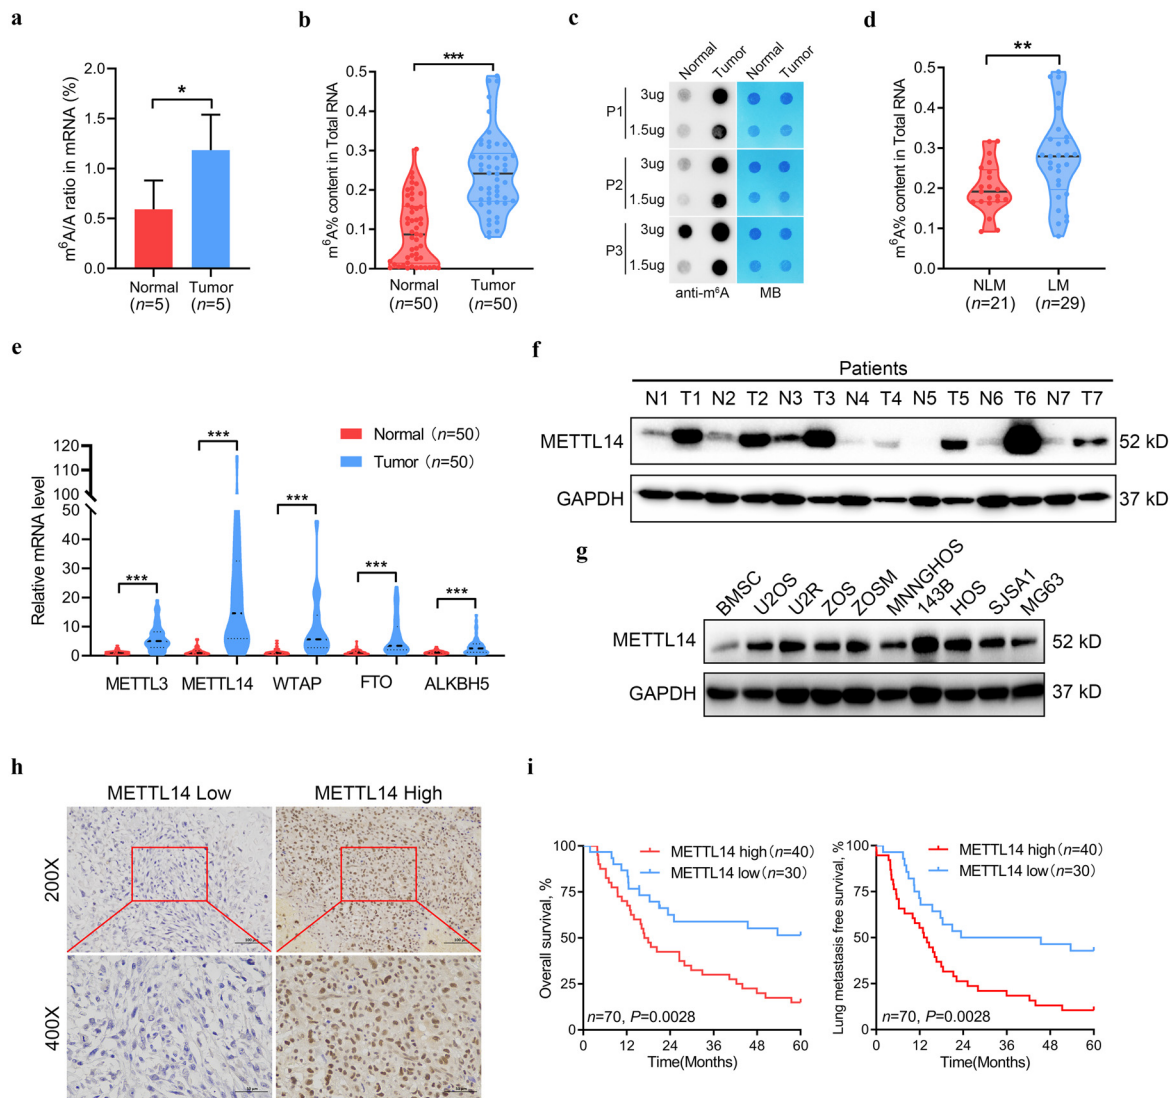 a
m⁶A/A ratio in mRNA (%)
2.0
1.5
1.0
0.5
0.0
*
Normal Tumor
(n=5) (n=5)
b
m⁶A% content in Total RNA
0.5
0.4
0.3
0.2
0.1
0.0
***
Normal Tumor
(n=50) (n=50)
c
Normal Tumor Normal Tumor
P1 3ug
1.5ug
P2 3ug
1.5ug
P3 3ug
1.5ug
anti-m⁶A MB
d
m⁶A% content in Total RNA
0.5
0.4
0.3
0.2
0.1
0.0
**
NLM LM
(n=21) (n=29)
e
Relative mRNA level
120
110
100
50
40
30
20
10
0
Normal (n=50)
Tumor (n=50)
*** *** *** *** ***
METTL3 METTL14 WTAP FTO ALKBH5
f
Patients
N1 T1 N2 T2 N3 T3 N4 T4 N5 T5 N6 T6 N7 T7
METTL14 52 kD
GAPDH 37 kD
g
BMSC U2OS U2R ZOS ZOSM MNNGHOS 143B HOS SJSA1 MG63
METTL14 52 kD
GAPDH 37 kD
h
METTL14 Low METTL14 High
200X
400X
i
Overall survival, %
100
75
50
25
0
METTL14 high(n=40)
METTL14 low(n=30)
n=70, P=0.0028
0 12 24 36 48 60
Time(Months)
Lung metastasis free survival, %
100
75
50
25
0
METTL14 high(n=40)
METTL14 low(n=30)
n=70, P=0.0028
0 12 24 36 48 60
Time(Months)